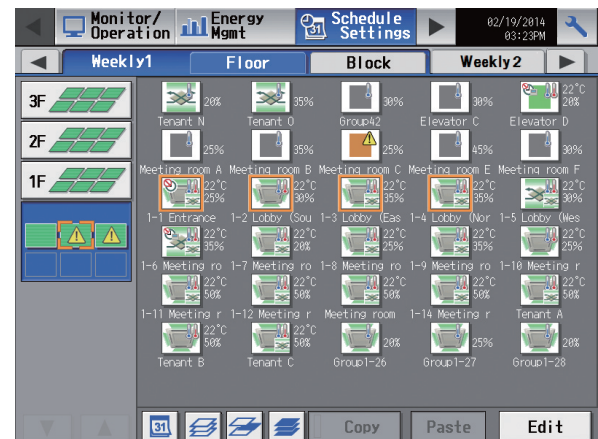 Monitor/ Operation Energy Mgmt Schedule Settings 02/19/2014 03:23PM
Weekly1 Floor Block Weekly2
3F
2F
1F
20% 35% 30% 30% 22°C 20%
Tenant N Tenant O Group42 Elevator C Elevator D
25% 35% 25% 45% 30%
Meeting room A Meeting room B Meeting room C Meeting room E Meeting room F
22°C 25% 22°C 30% 22°C 35% 22°C 35% 22°C 30%
1-1 Entrance 1-2 Lobby (Sou 1-3 Lobby (Eas 1-4 Lobby (Nor 1-5 Lobby (Wes
22°C 35% 22°C 20% 22°C 25% 22°C 35% 22°C 25%
1-6 Meeting ro 1-7 Meeting ro 1-8 Meeting ro 1-9 Meeting ro 1-10 Meeting r
22°C 50% 22°C 50% 22°C 50% 22°C 50% 22°C 50%
1-11 Meeting r 1-12 Meeting r Meeting room 1-14 Meeting r Tenant A
22°C 50% 22°C 50% 20% 25% 20%
Tenant B Tenant C Group1-26 Group1-27 Group1-28
31 Copy Paste Edit